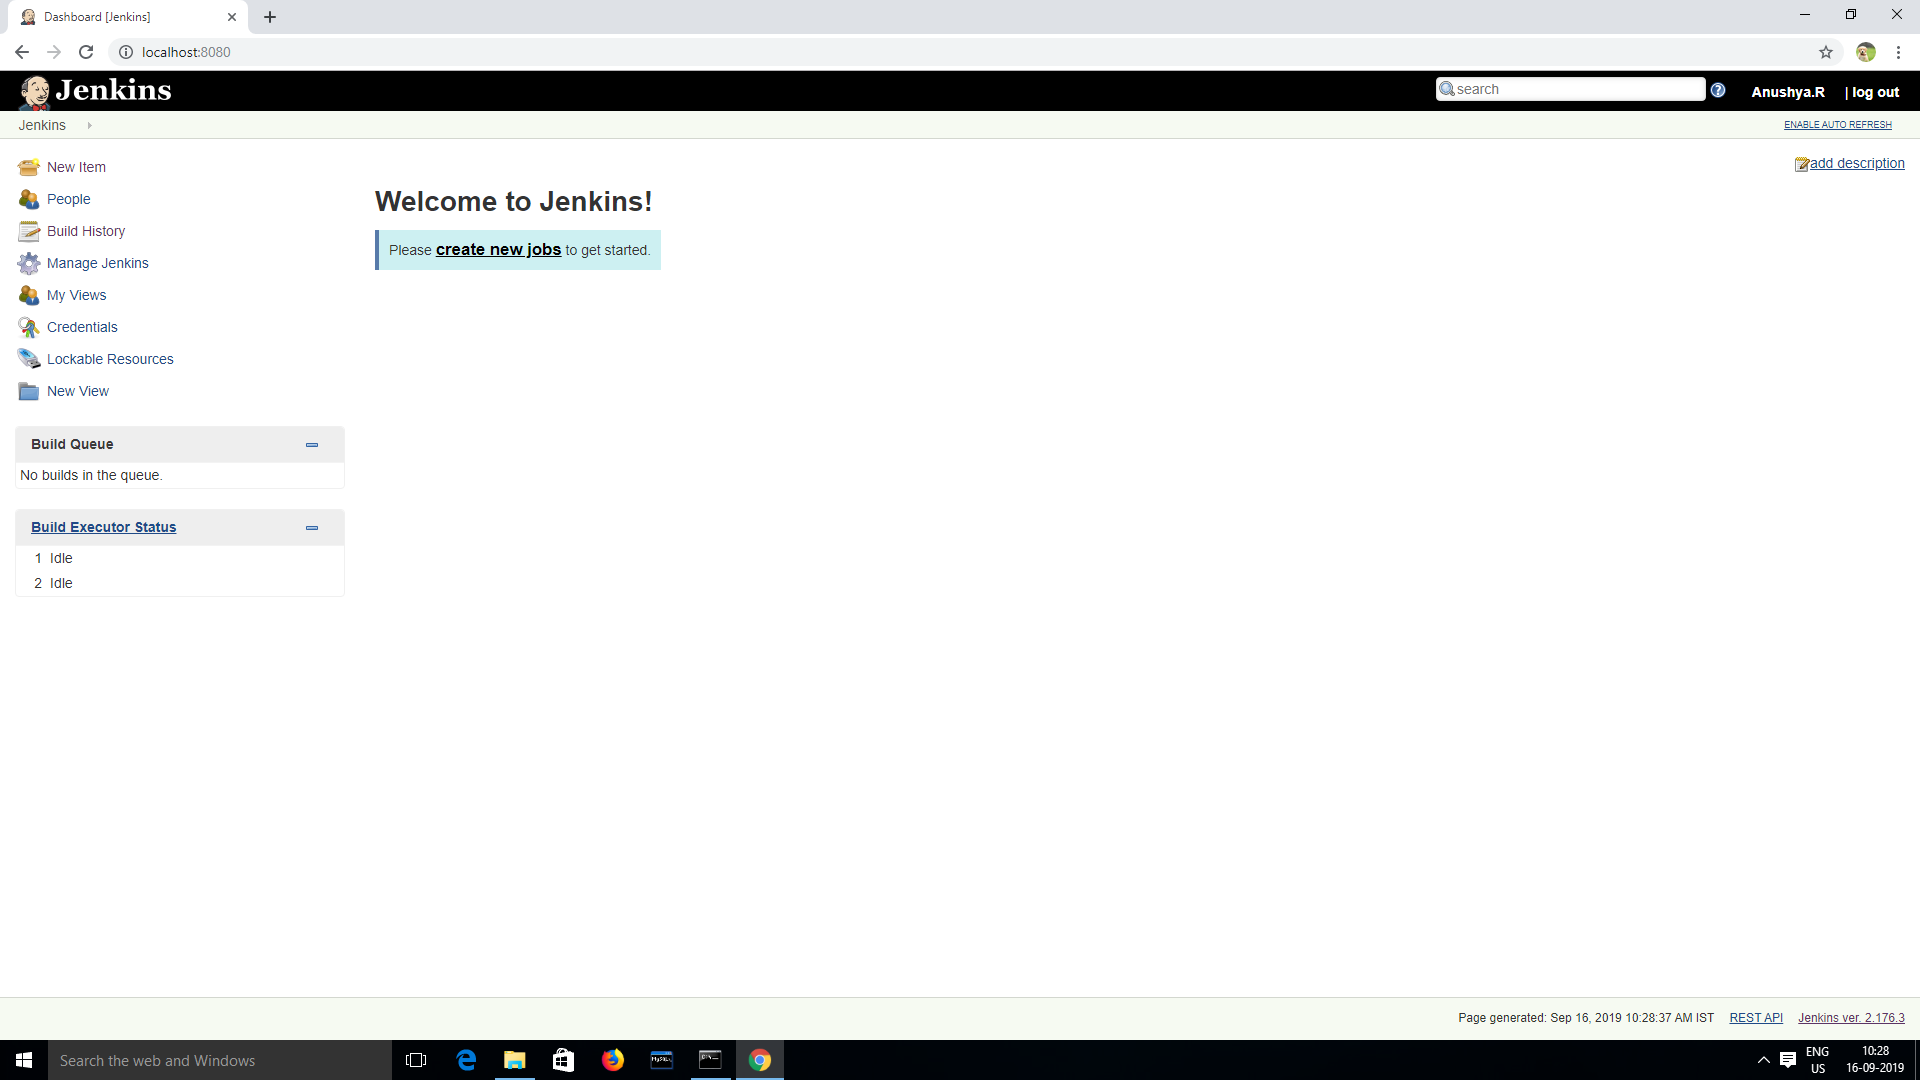 Dashboard [Jenkins]
localhost:8080
Jenkins
search
Anushya.R
| log out
Jenkins
ENABLE AUTO REFRESH
New Item
People
Build History
Manage Jenkins
My Views
Credentials
Lockable Resources
New View
add description
Welcome to Jenkins!
Please create new jobs to get started.
Build Queue
No builds in the queue.
Build Executor Status
1 Idle
2 Idle
Page generated: Sep 16, 2019 10:28:37 AM IST REST API Jenkins ver. 2.176.3
Search the web and Windows
ENG
US
10:28
16-09-2019